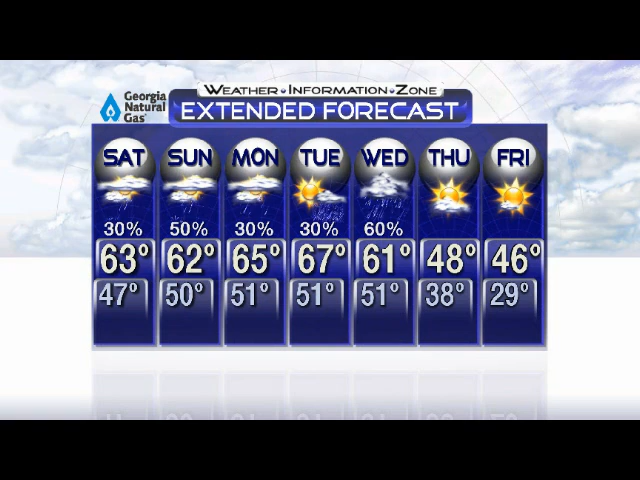 Georgia
Natural
Gas
WEATHER • INFORMATION • ZONE
EXTENDED FORECAST
SAT SUN MON TUE WED THU FRI
30% 50% 30% 30% 60%
63° 62° 65° 67° 61° 48° 46°
47° 50° 51° 51° 51° 38° 29°